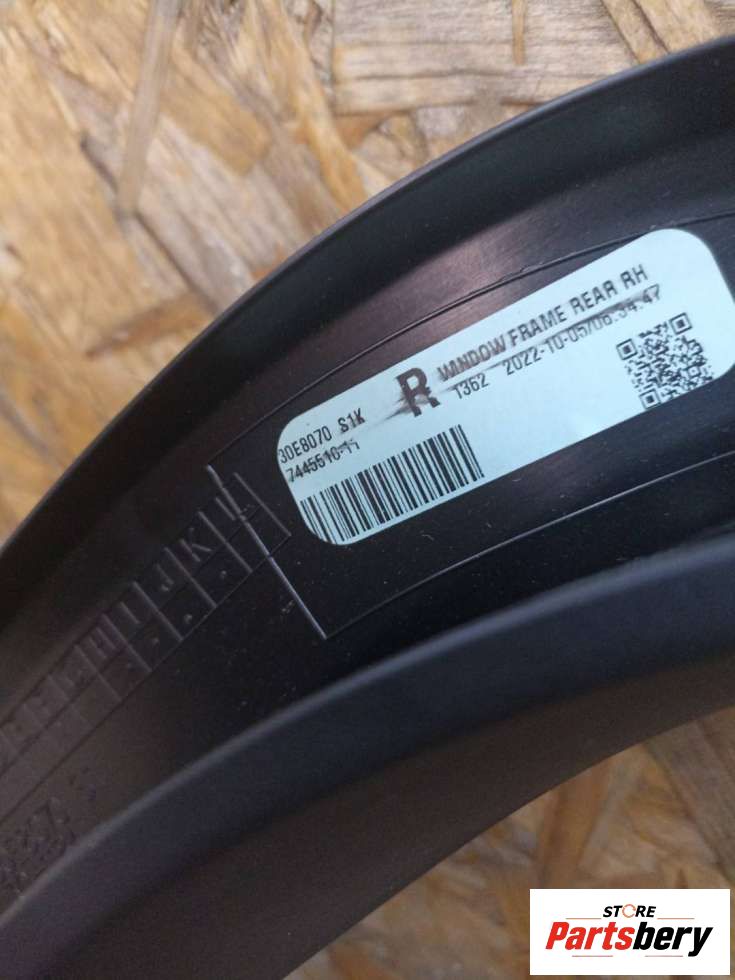 WINDOW FRAME REAR RH
R
1362 2022-10-05/06:34:47
3DE8070 S1K
7445510-11
H I J K L
STORE
Partsbery